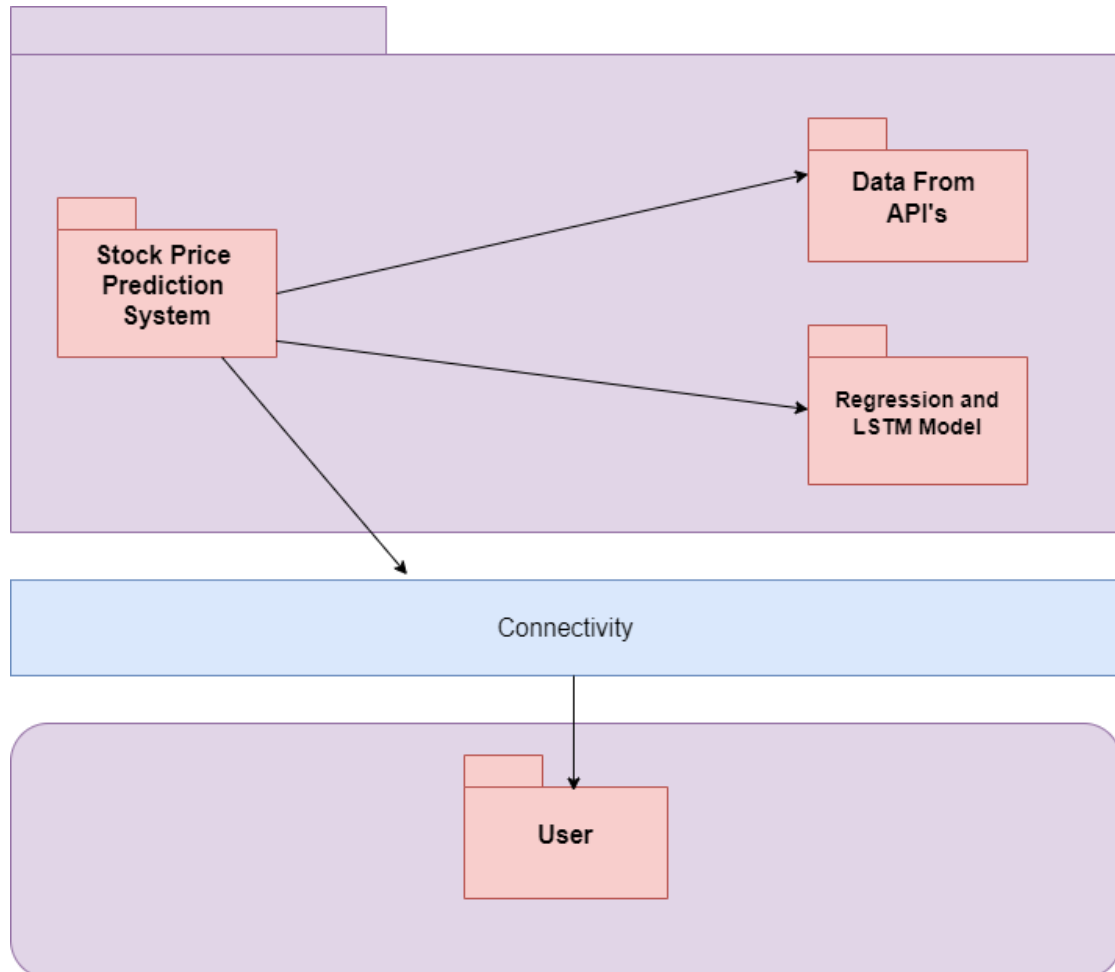 Data From
API's
Stock Price
Prediction
System
Regression and
LSTM Model
Connectivity
User